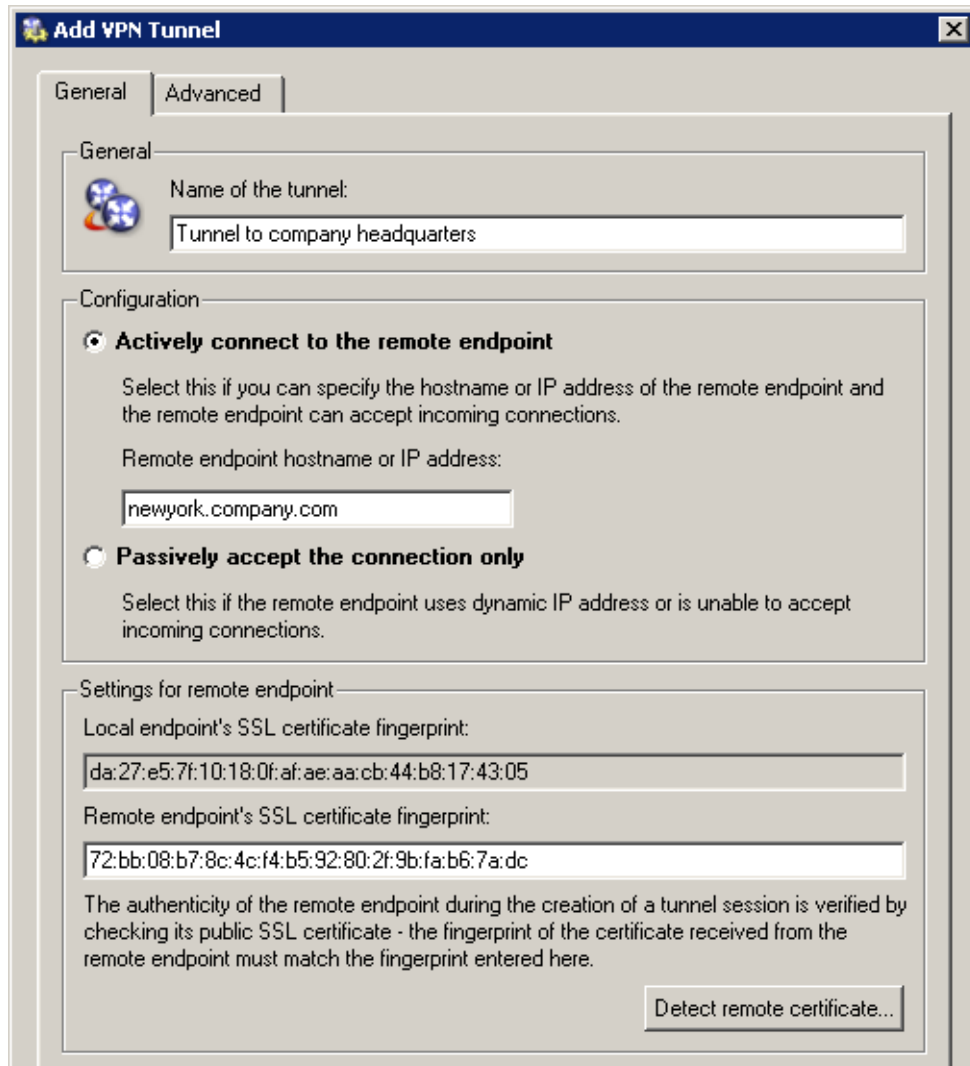 Add VPN Tunnel
General
Advanced
General
Name of the tunnel:
Tunnel to company headquarters
Configuration
Actively connect to the remote endpoint
Select this if you can specify the hostname or IP address of the remote endpoint and
the remote endpoint can accept incoming connections.
Remote endpoint hostname or IP address:
newyork.company.com
Passively accept the connection only
Select this if the remote endpoint uses dynamic IP address or is unable to accept
incoming connections.
Settings for remote endpoint
Local endpoint's SSL certificate fingerprint:
da:27:e5:7f:10:18:0f:af:ae:aa:cb:44:b8:17:43:05
Remote endpoint's SSL certificate fingerprint:
72:bb:08:b7:8c:4c:f4:b5:92:80:2f:9b:fa:b6:7a:dc
The authenticity of the remote endpoint during the creation of a tunnel session is verified by
checking its public SSL certificate - the fingerprint of the certificate received from the
remote endpoint must match the fingerprint entered here.
Detect remote certificate...